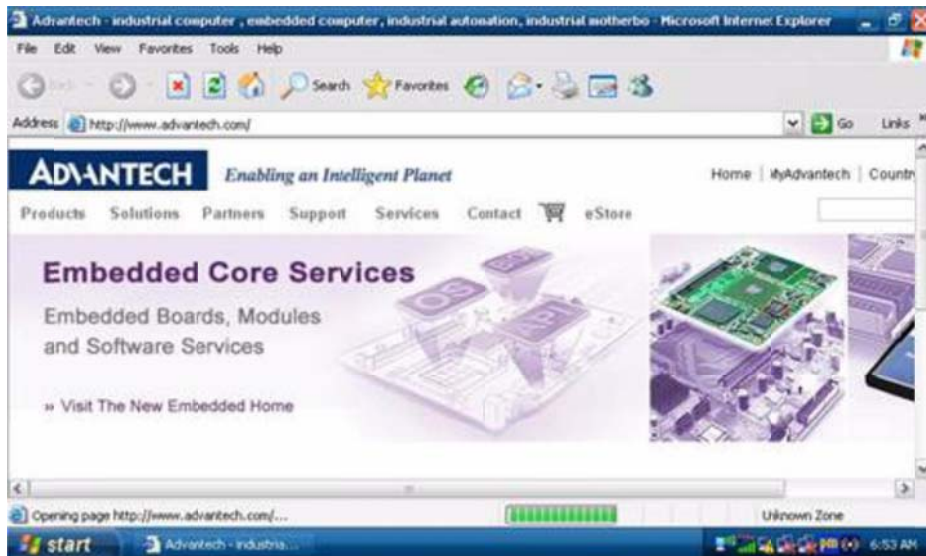 Advantech - industrial computer , embedded computer, industrial automation, industrial motherbo - Microsoft Internet Explorer
File Edit View Favorites Tools Help
Back Search Favorites
Address http://www.advantech.com/ Go Links »
ADVANTECH Enabling an Intelligent Planet Home | MyAdvantech | Country
Products Solutions Partners Support Services Contact eStore
Embedded Core Services
Embedded Boards, Modules
and Software Services
» Visit The New Embedded Home
OS
API
Opening page http://www.advantech.com/... Unknown Zone
start Advantech - industria... 6:53 AM